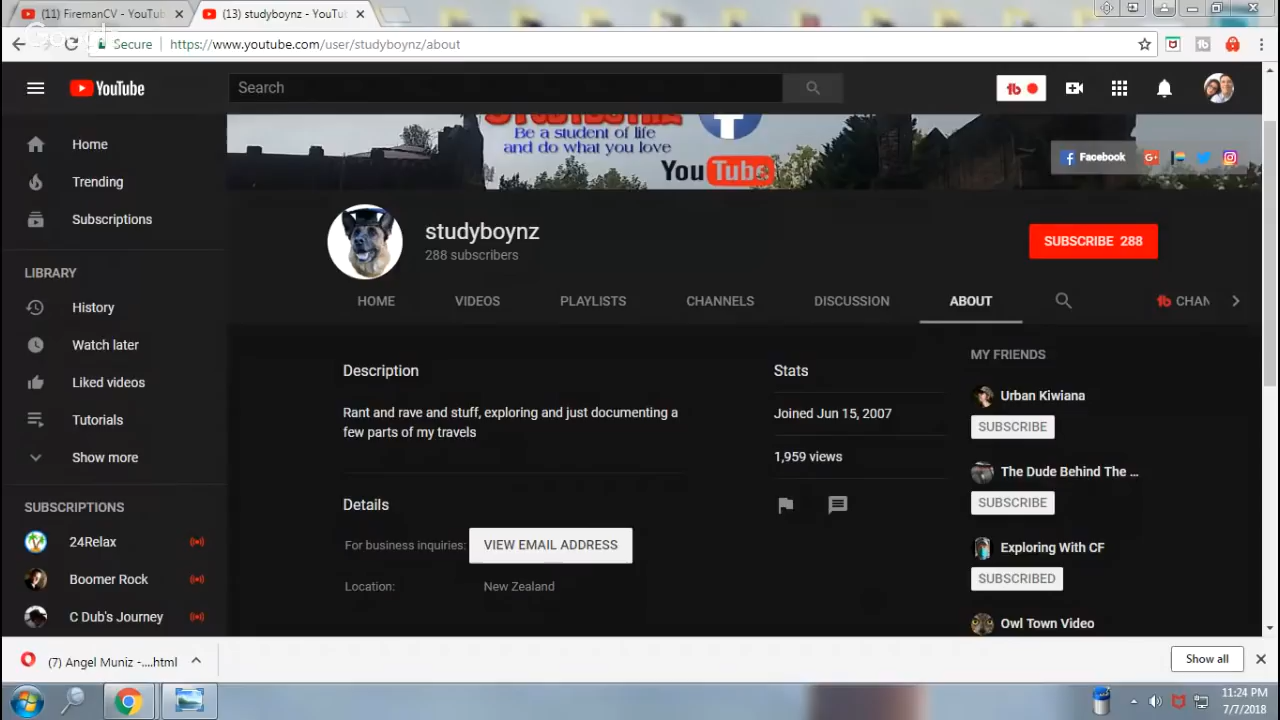 (11) FiremanCV - YouTub
(13) studyboynz - YouTu
Secure
https://www.youtube.com/user/studyboynz/about
YouTube
Search
Home
Trending
Subscriptions
LIBRARY
History
Watch later
Liked videos
Tutorials
Show more
SUBSCRIPTIONS
24Relax
Boomer Rock
C Dub's Journey
Be a student of life
and do what you love
YouTube
Facebook
studyboynz
288 subscribers
SUBSCRIBE 288
HOME VIDEOS PLAYLISTS CHANNELS DISCUSSION ABOUT tb CHAN
Description
Rant and rave and stuff, exploring and just documenting a
few parts of my travels
Details
For business inquiries: VIEW EMAIL ADDRESS
Location: New Zealand
Stats
Joined Jun 15, 2007
1,959 views
MY FRIENDS
Urban Kiwiana
SUBSCRIBE
The Dude Behind The ...
SUBSCRIBE
Exploring With CF
SUBSCRIBED
Owl Town Video
(7) Angel Muniz -....html
Show all
11:24 PM
7/7/2018